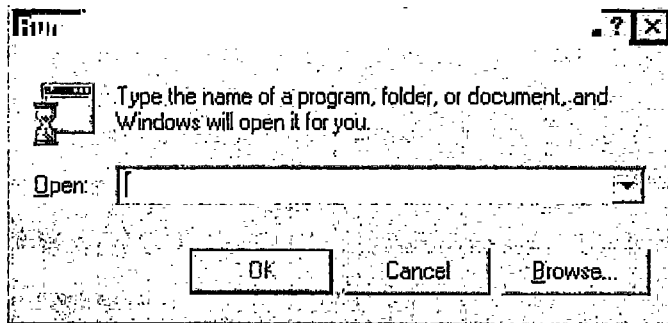 Run
Type the name of a program, folder, or document, and
Windows will open it for you.
Open:
OK
Cancel
Browse...